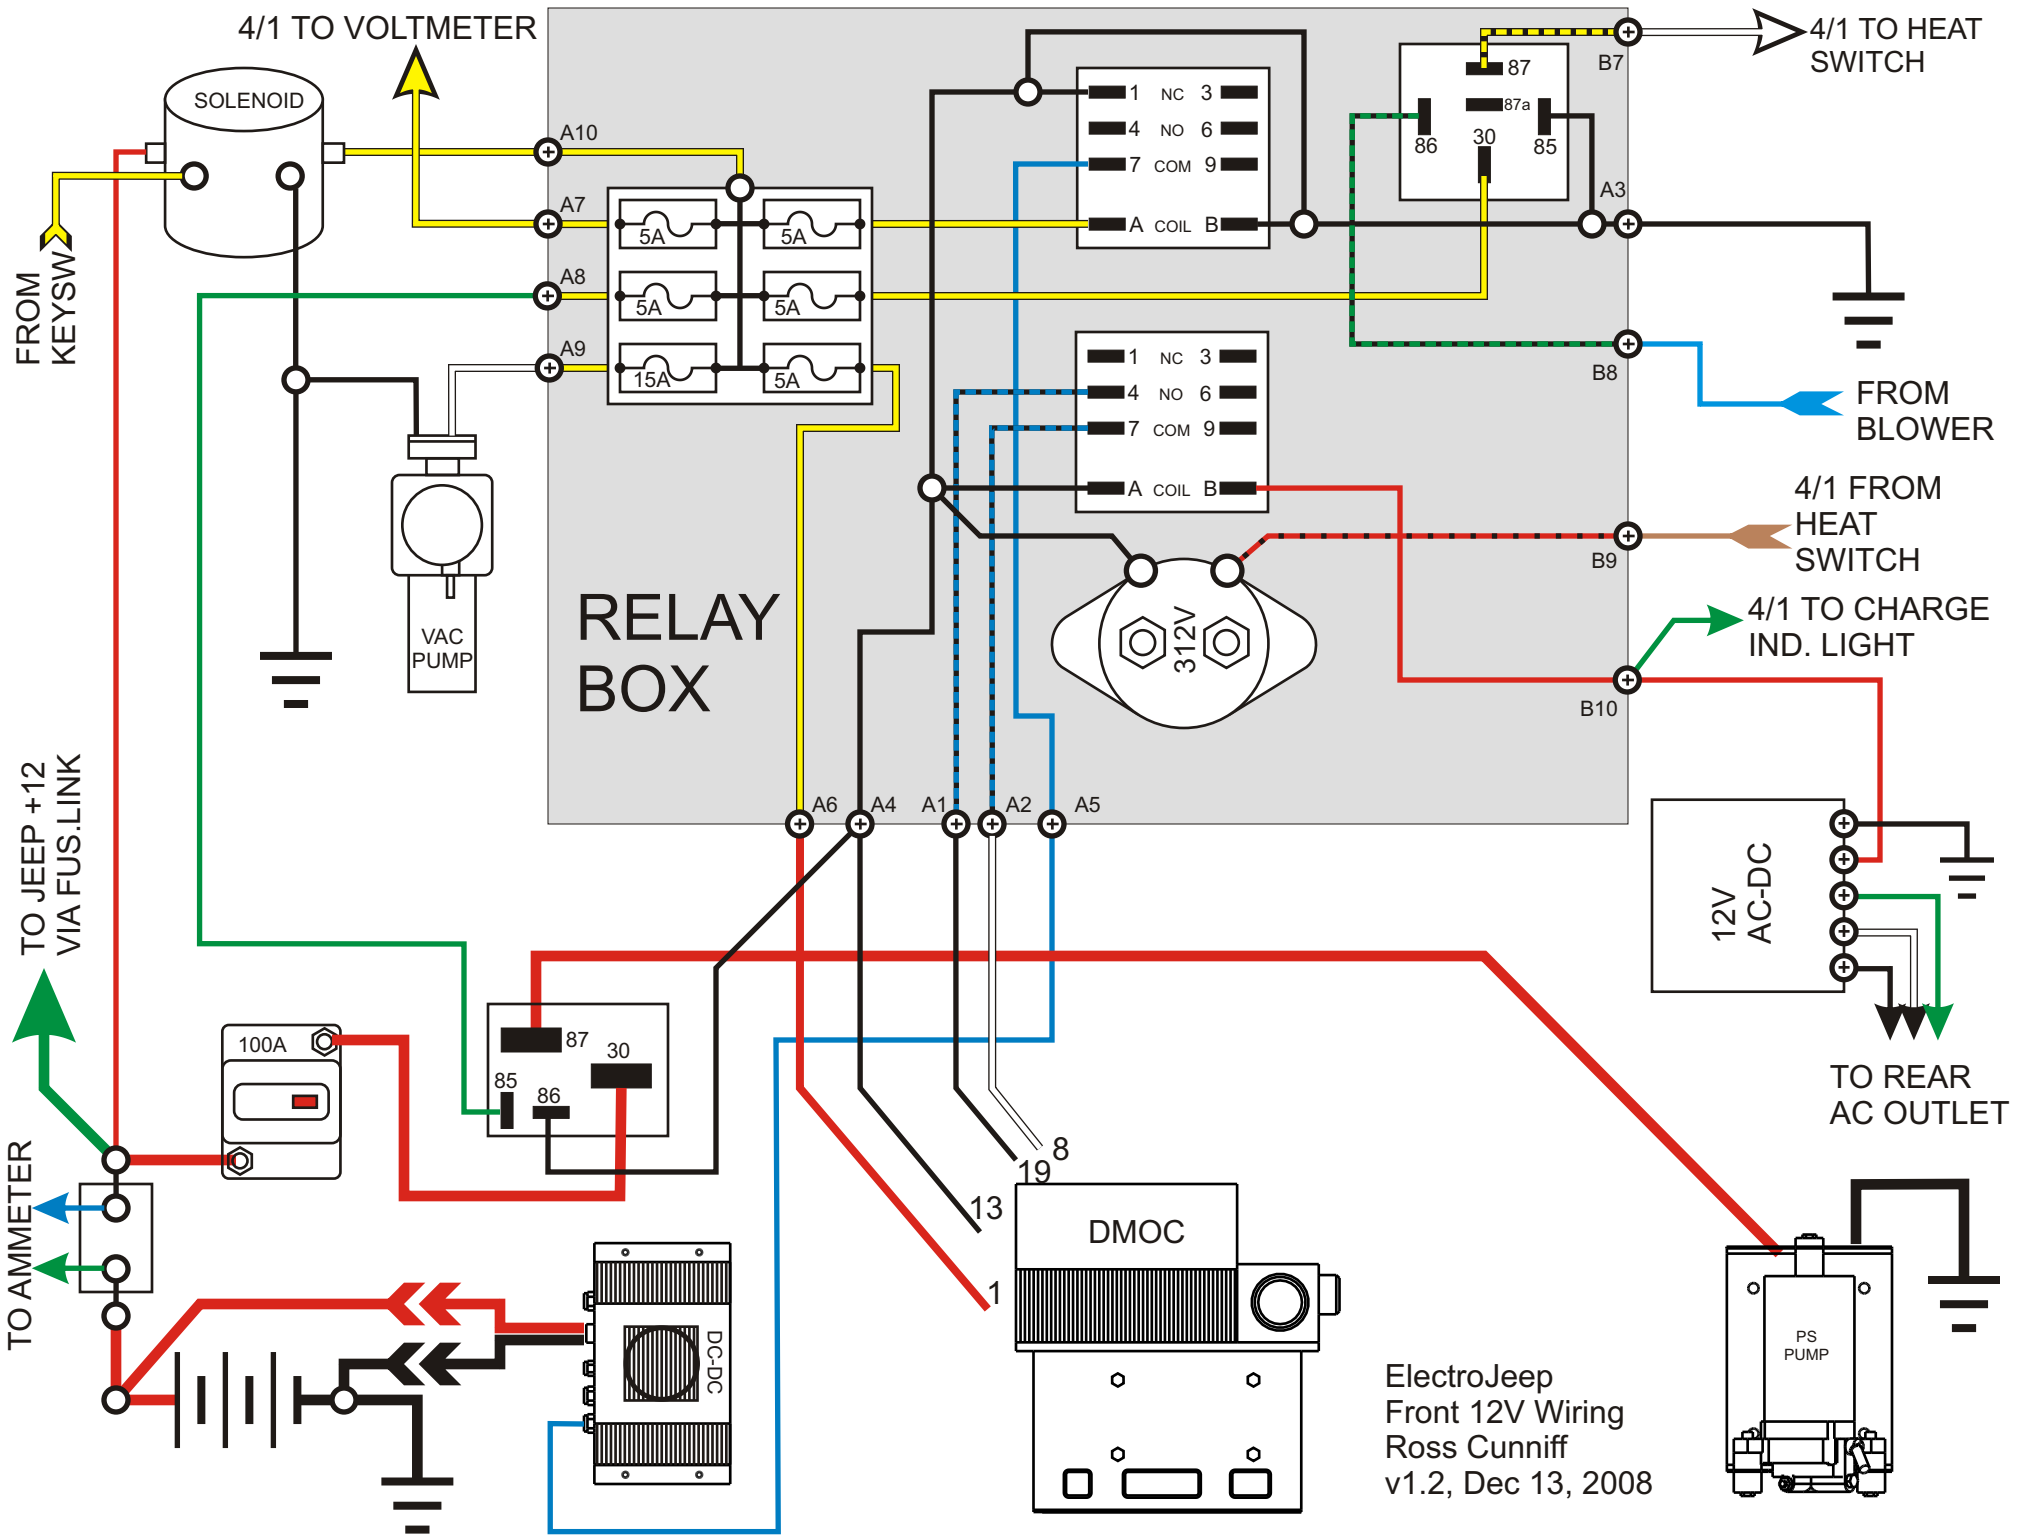 4/1 TO VOLTMETER
SOLENOID
FROM
KEYSW
A10
A7
A8
A9
5A
5A
5A
5A
15A
5A
VAC
PUMP
RELAY
BOX
1 NC 3
4 NO 6
7 COM 9
A COIL B
1 NC 3
4 NO 6
7 COM 9
A COIL B
312V
87
87a
30
86
85
B7
4/1 TO HEAT
SWITCH
A3
B8
FROM
BLOWER
4/1 FROM
HEAT
SWITCH
B9
4/1 TO CHARGE
IND. LIGHT
B10
A6
A4
A1
A2
A5
TO JEEP +12
VIA FUS.LINK
100A
87
30
85
86
TO AMMETER
DC-DC
8
19
13
1
DMOC
12V
AC-DC
TO REAR
AC OUTLET
PS
PUMP
ElectroJeep
Front 12V Wiring
Ross Cunniff
v1.2, Dec 13, 2008